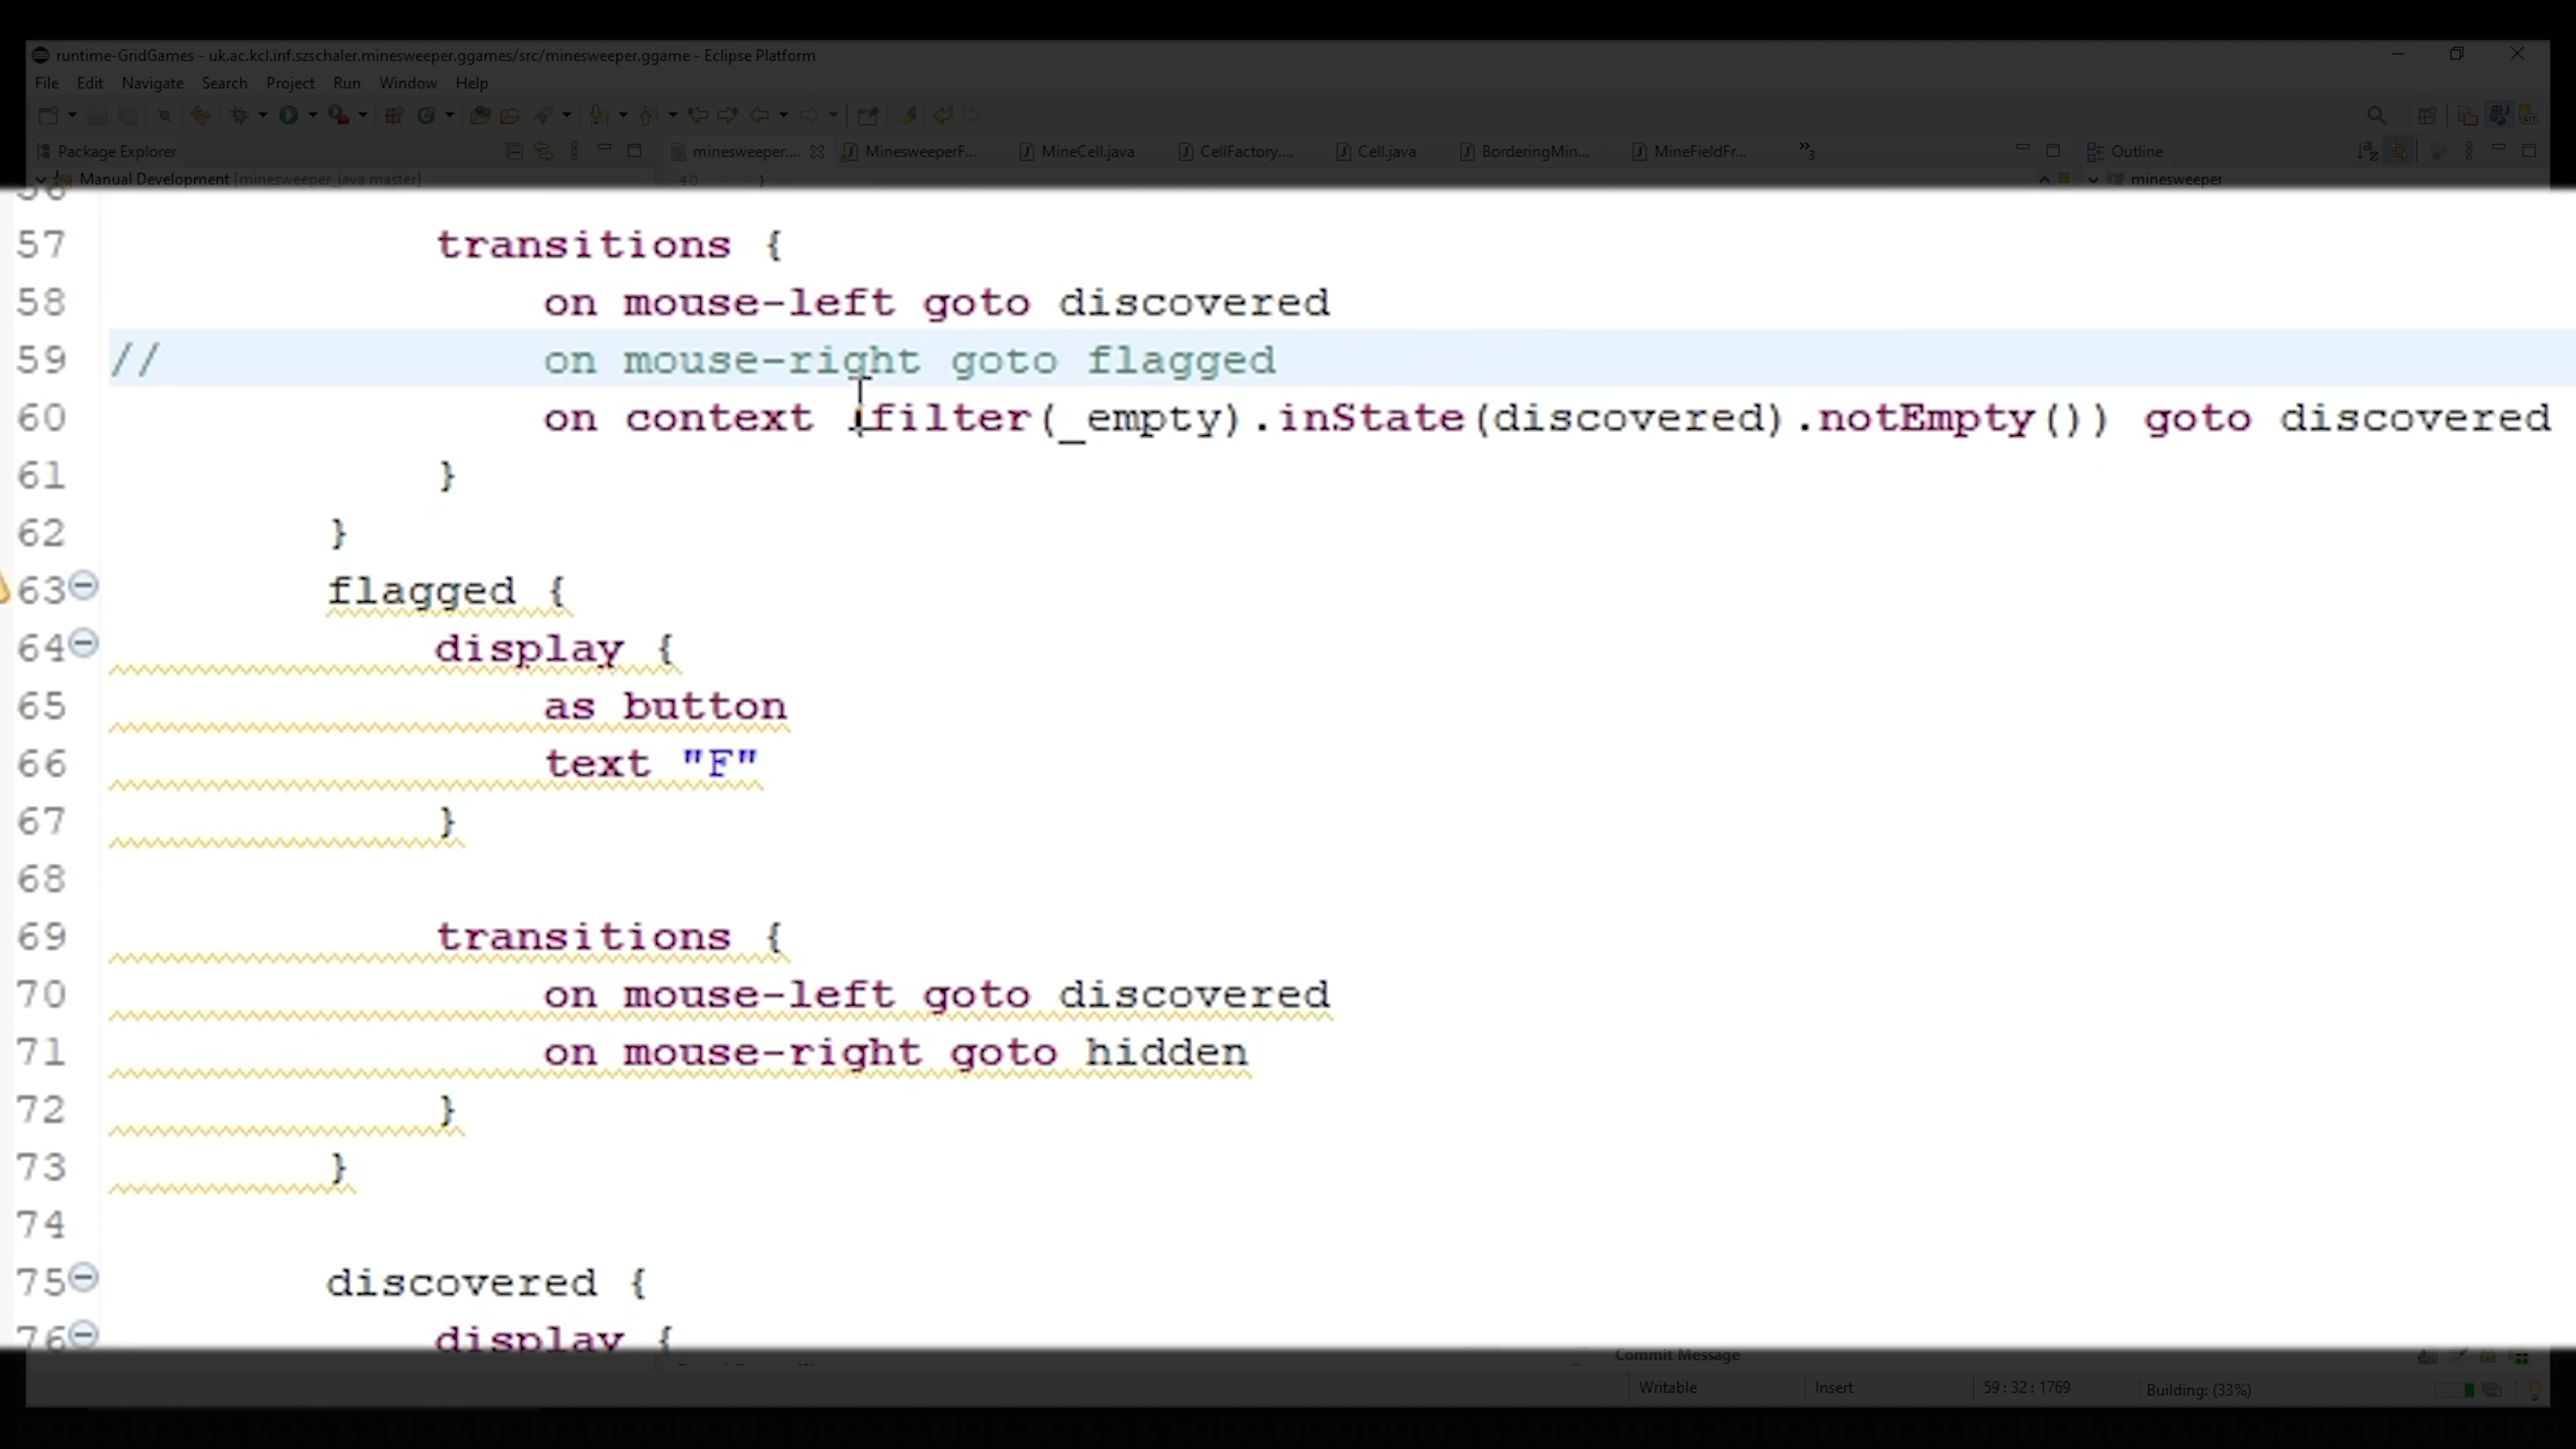 runtime-GridGames - uk.ac.kcl.inf.szschaler.minesweeper.ggames/src/minesweeper.ggame - Eclipse Platform
File Edit Navigate Search Project Run Window Help
Package Explorer minesweeper.... MinesweeperF... MineCell.java CellFactory.... Cell.java BorderingMin... MineFieldFr... »3 Outline
Manual Development [minesweeper_java master] 40 } minesweeper
56
57 transitions {
58 on mouse-left goto discovered
59 // on mouse-right goto flagged
60 on context (filter(_empty).inState(discovered).notEmpty()) goto discovered
61 }
62 }
63 flagged {
64 display {
65 as button
66 text "F"
67 }
68
69 transitions {
70 on mouse-left goto discovered
71 on mouse-right goto hidden
72 }
73 }
74
75 discovered {
76 display {
Commit Message
Writable Insert 59 : 32 : 1769 Building: (33%)